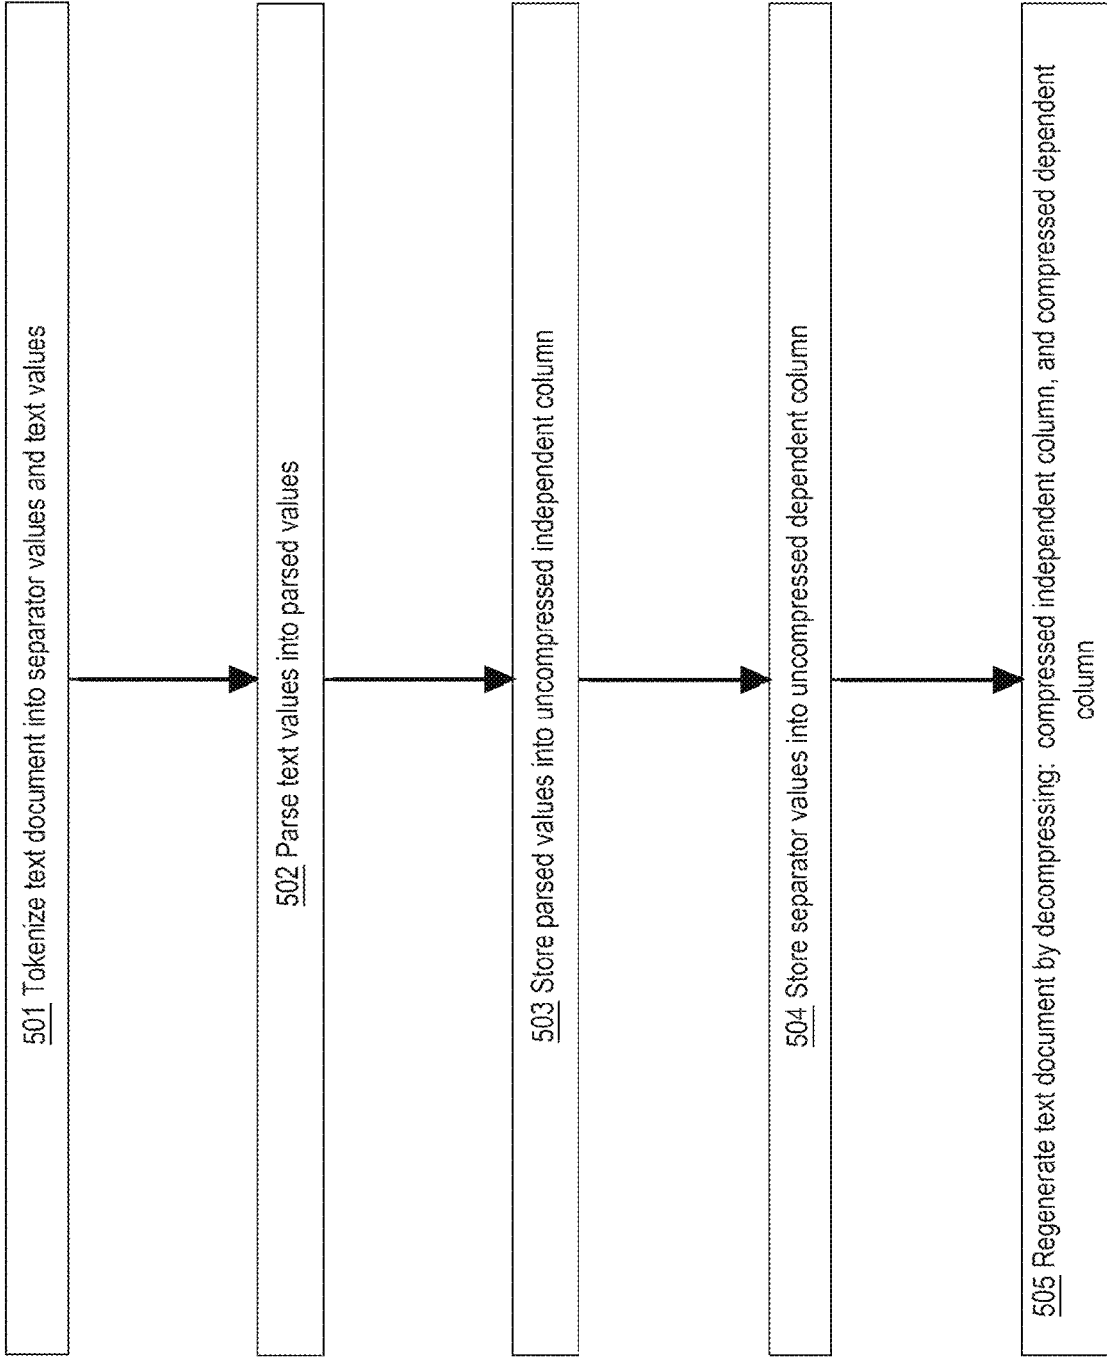 501 Tokenize text document into separator values and text values
502 Parse text values into parsed values
503 Store parsed values into uncompressed independent column
504 Store separator values into uncompressed dependent column
505 Regenerate text document by decompressing: compressed independent column, and compressed dependent
column